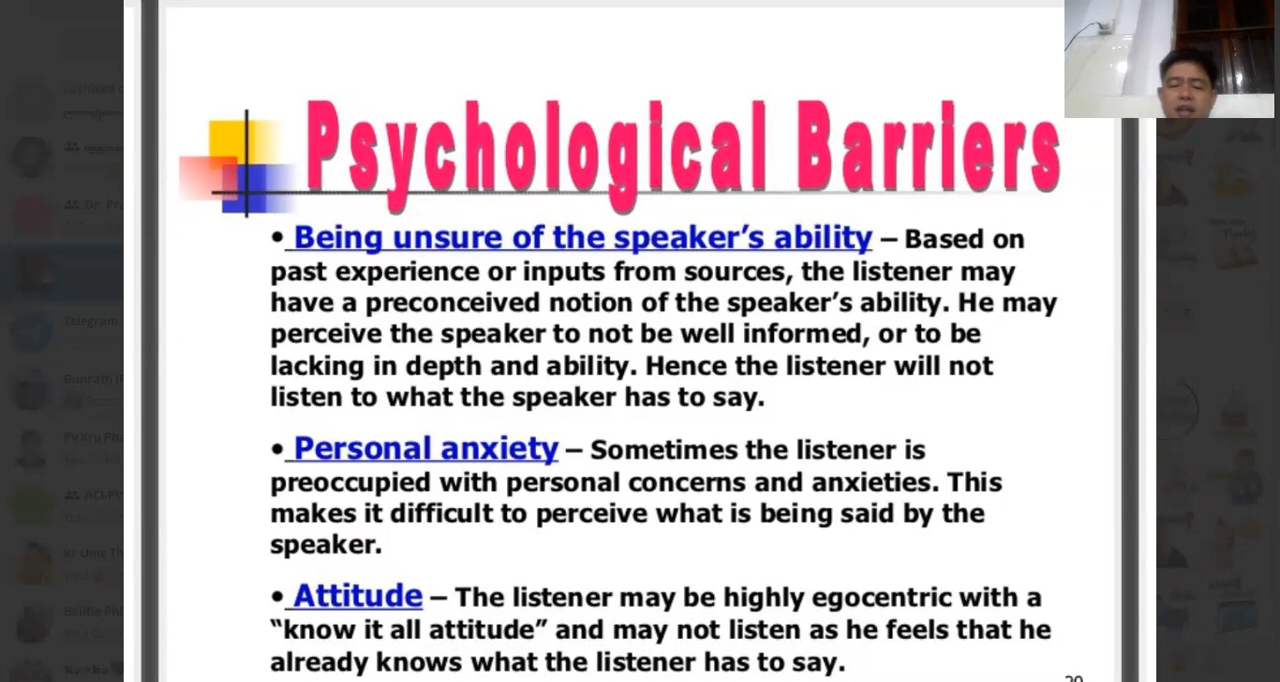 Psychological Barriers
• Being unsure of the speaker’s ability – Based on
past experience or inputs from sources, the listener may
have a preconceived notion of the speaker’s ability. He may
perceive the speaker to not be well informed, or to be
lacking in depth and ability. Hence the listener will not
listen to what the speaker has to say.
• Personal anxiety – Sometimes the listener is
preoccupied with personal concerns and anxieties. This
makes it difficult to perceive what is being said by the
speaker.
• Attitude – The listener may be highly egocentric with a
“know it all attitude” and may not listen as he feels that he
already knows what the listener has to say.
Telegram